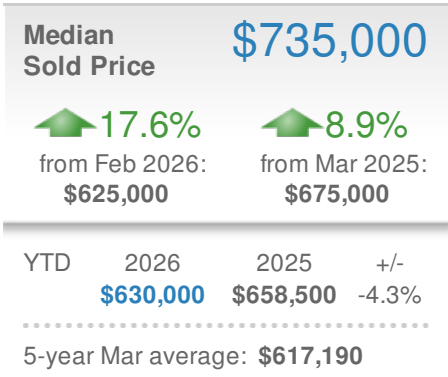 Median $735,000
Sold Price
17.6% 8.9%
from Feb 2026: from Mar 2025:
$625,000 $675,000
YTD 2026 2025 +/-
$630,000 $658,500 -4.3%
5-year Mar average: $617,190